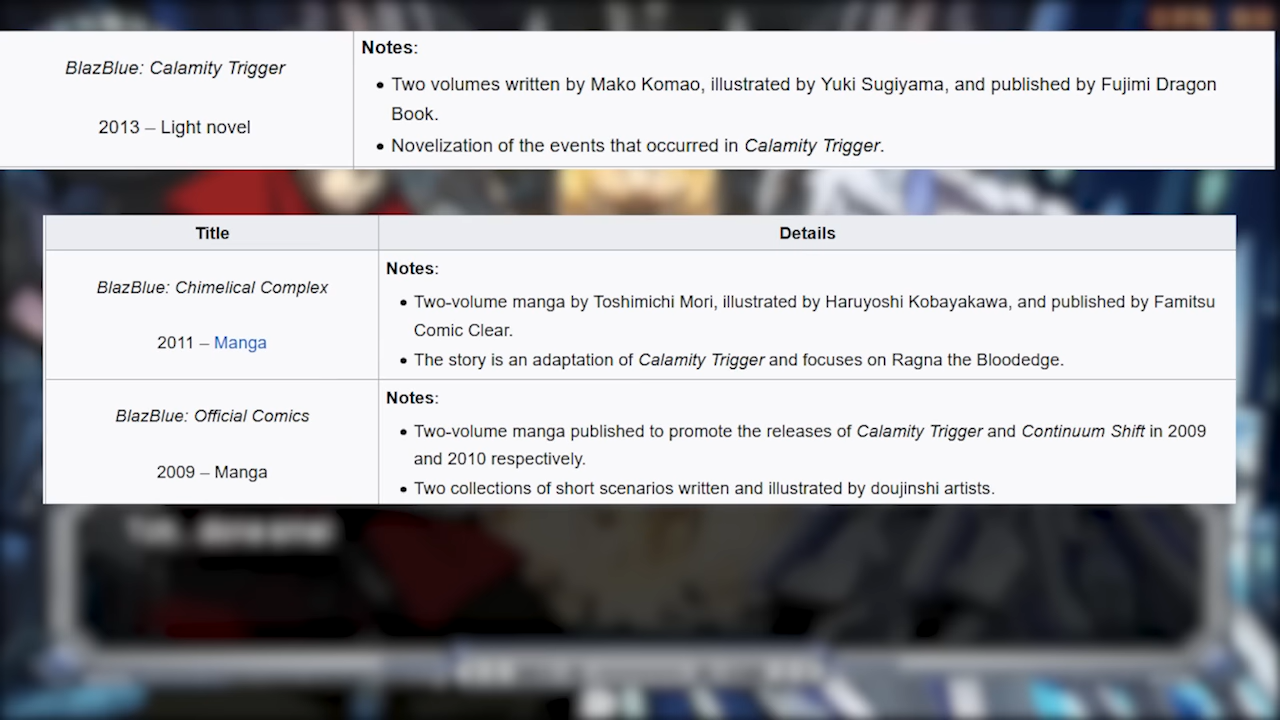 BlazBlue: Calamity Trigger
2013 – Light novel
Notes:
• Two volumes written by Mako Komao, illustrated by Yuki Sugiyama, and published by Fujimi Dragon
Book.
• Novelization of the events that occurred in Calamity Trigger.
Title
Details
BlazBlue: Chimelical Complex
2011 – Manga
Notes:
• Two-volume manga by Toshimichi Mori, illustrated by Haruyoshi Kobayakawa, and published by Famitsu
Comic Clear.
• The story is an adaptation of Calamity Trigger and focuses on Ragna the Bloodedge.
BlazBlue: Official Comics
2009 – Manga
Notes:
• Two-volume manga published to promote the releases of Calamity Trigger and Continuum Shift in 2009
and 2010 respectively.
• Two collections of short scenarios written and illustrated by doujinshi artists.